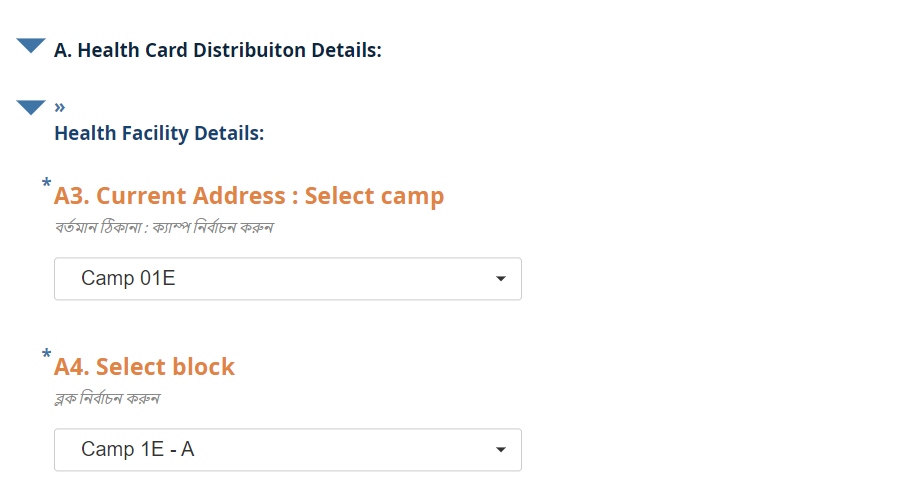 A. Health Card Distribuiton Details:
»
Health Facility Details:
* A3. Current Address : Select camp
বর্তমান ঠিকানা : ক্যাম্প নির্বাচন করুন
Camp 01E
* A4. Select block
ব্লক নির্বাচন করুন
Camp 1E - A